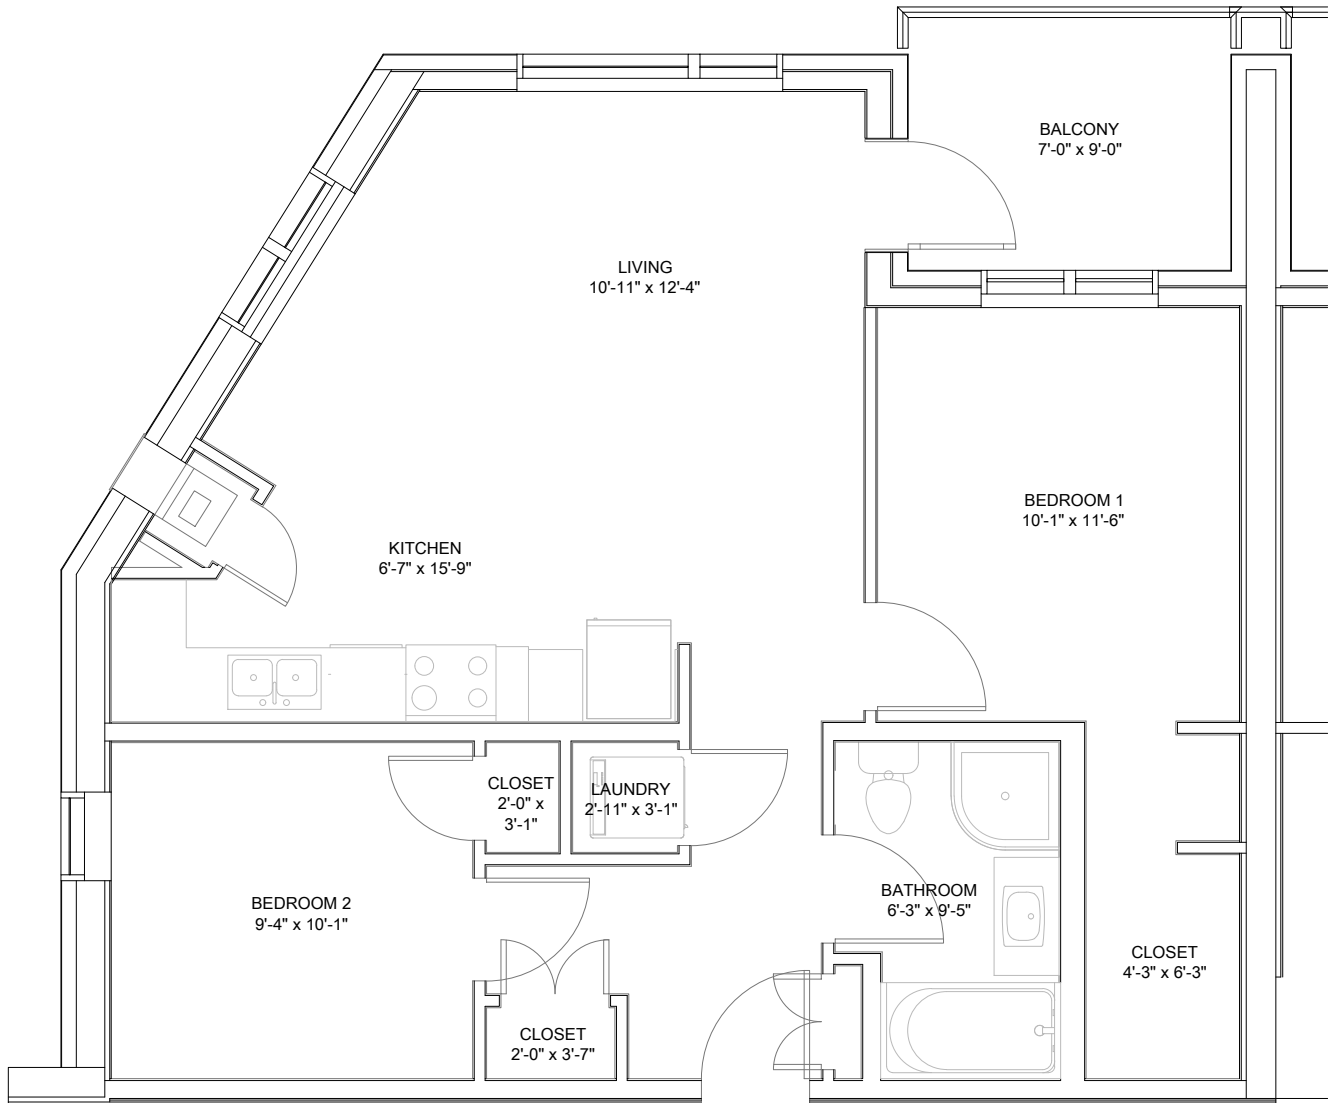 BALCONY
7'-0" x 9'-0"
LIVING
10'-11" x 12'-4"
BEDROOM 1
10'-1" x 11'-6"
KITCHEN
6'-7" x 15'-9"
CLOSET
2'-0" x
3'-1"
LAUNDRY
2'-11" x 3'-1"
BEDROOM 2
9'-4" x 10'-1"
BATHROOM
6'-3" x 9'-5"
CLOSET
4'-3" x 6'-3"
CLOSET
2'-0" x 3'-7"